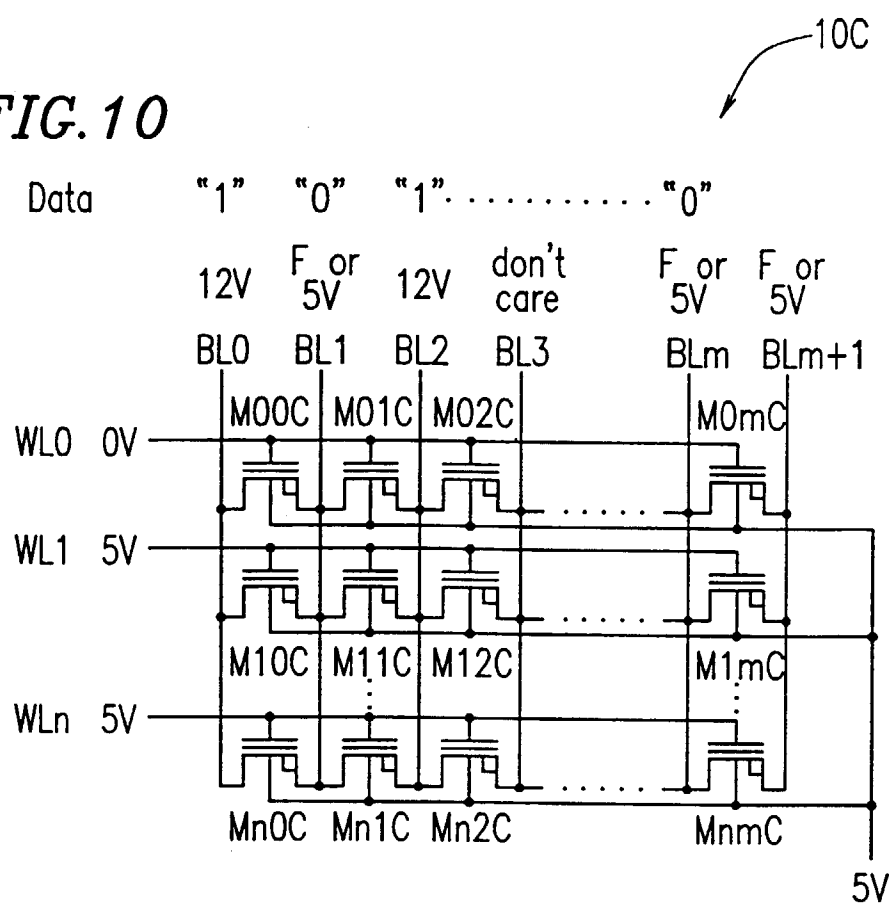 10C
FIG.10
Data "1" "0" "1" · · · · · · · · · · · "0"
12V F or 5V 12V don't care F or 5V F or 5V
BL0 BL1 BL2 BL3 BLm BLm+1
M00C M01C M02C M0mC
WL0 0V
WL1 5V
M10C M11C M12C M1mC
WLn 5V
Mn0C Mn1C Mn2C MnmC
5V